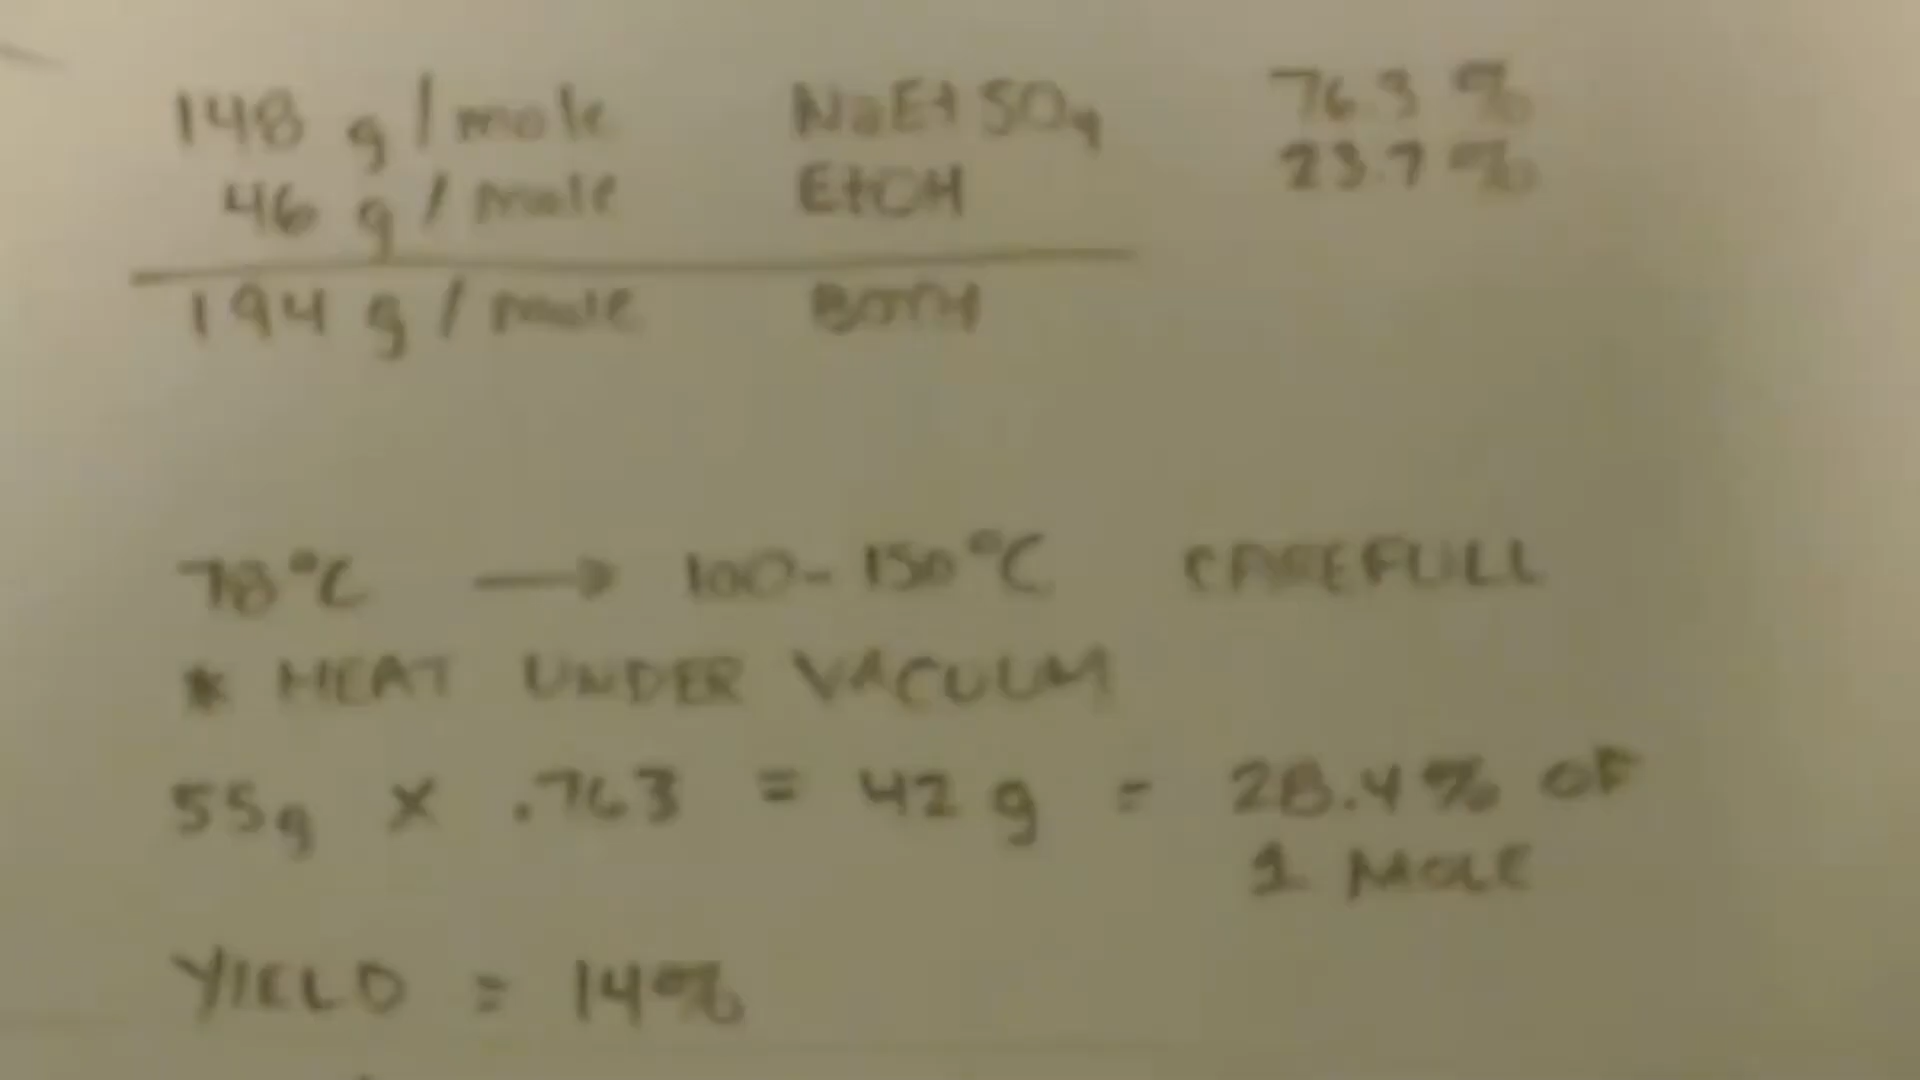 148 g/mole NaEtSO4 76.3 %
46 g/mole EtOH 23.7 %
194 g/mole BOTH
78°C → 100-150°C CAREFULL
* HEAT UNDER VACUUM
55g x .763 = 42 g = 28.4% OF
1 MOLE
YIELD = 14%